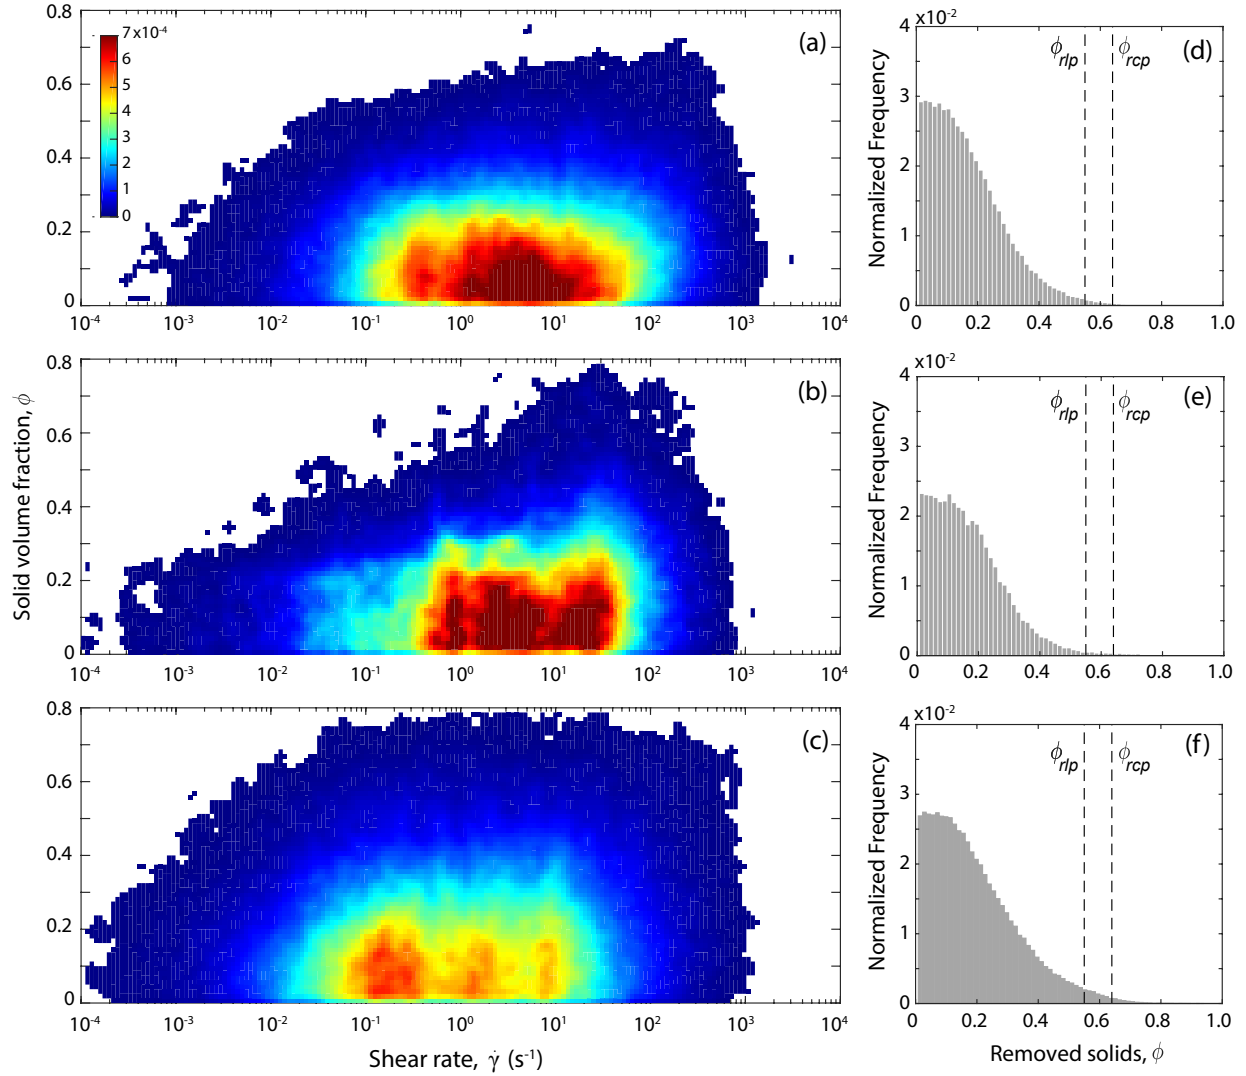 0.8
0.6
0.4
0.2
0
7x10-4
6
5
4
3
2
1
0
(a)
10-4 10-3 10-2 10-1 100 101 102 103 104
4 x10-2
3
2
1
0
Normalized Frequency
ϕrlp ϕrcp (d)
0 0.2 0.4 0.6 0.8 1.0
Solid volume fraction, ϕ
0.8
0.6
0.4
0.2
0
(b)
10-4 10-3 10-2 10-1 100 101 102 103 104
4 x10-2
3
2
1
0
Normalized Frequency
ϕrlp ϕrcp (e)
0 0.2 0.4 0.6 0.8 1.0
0.8
0.6
0.4
0.2
0
(c)
10-4 10-3 10-2 10-1 100 101 102 103 104
Shear rate, γ̇ (s-1)
4 x10-2
3
2
1
0
Normalized Frequency
ϕrlp ϕrcp (f)
0 0.2 0.4 0.6 0.8 1.0
Removed solids, ϕ